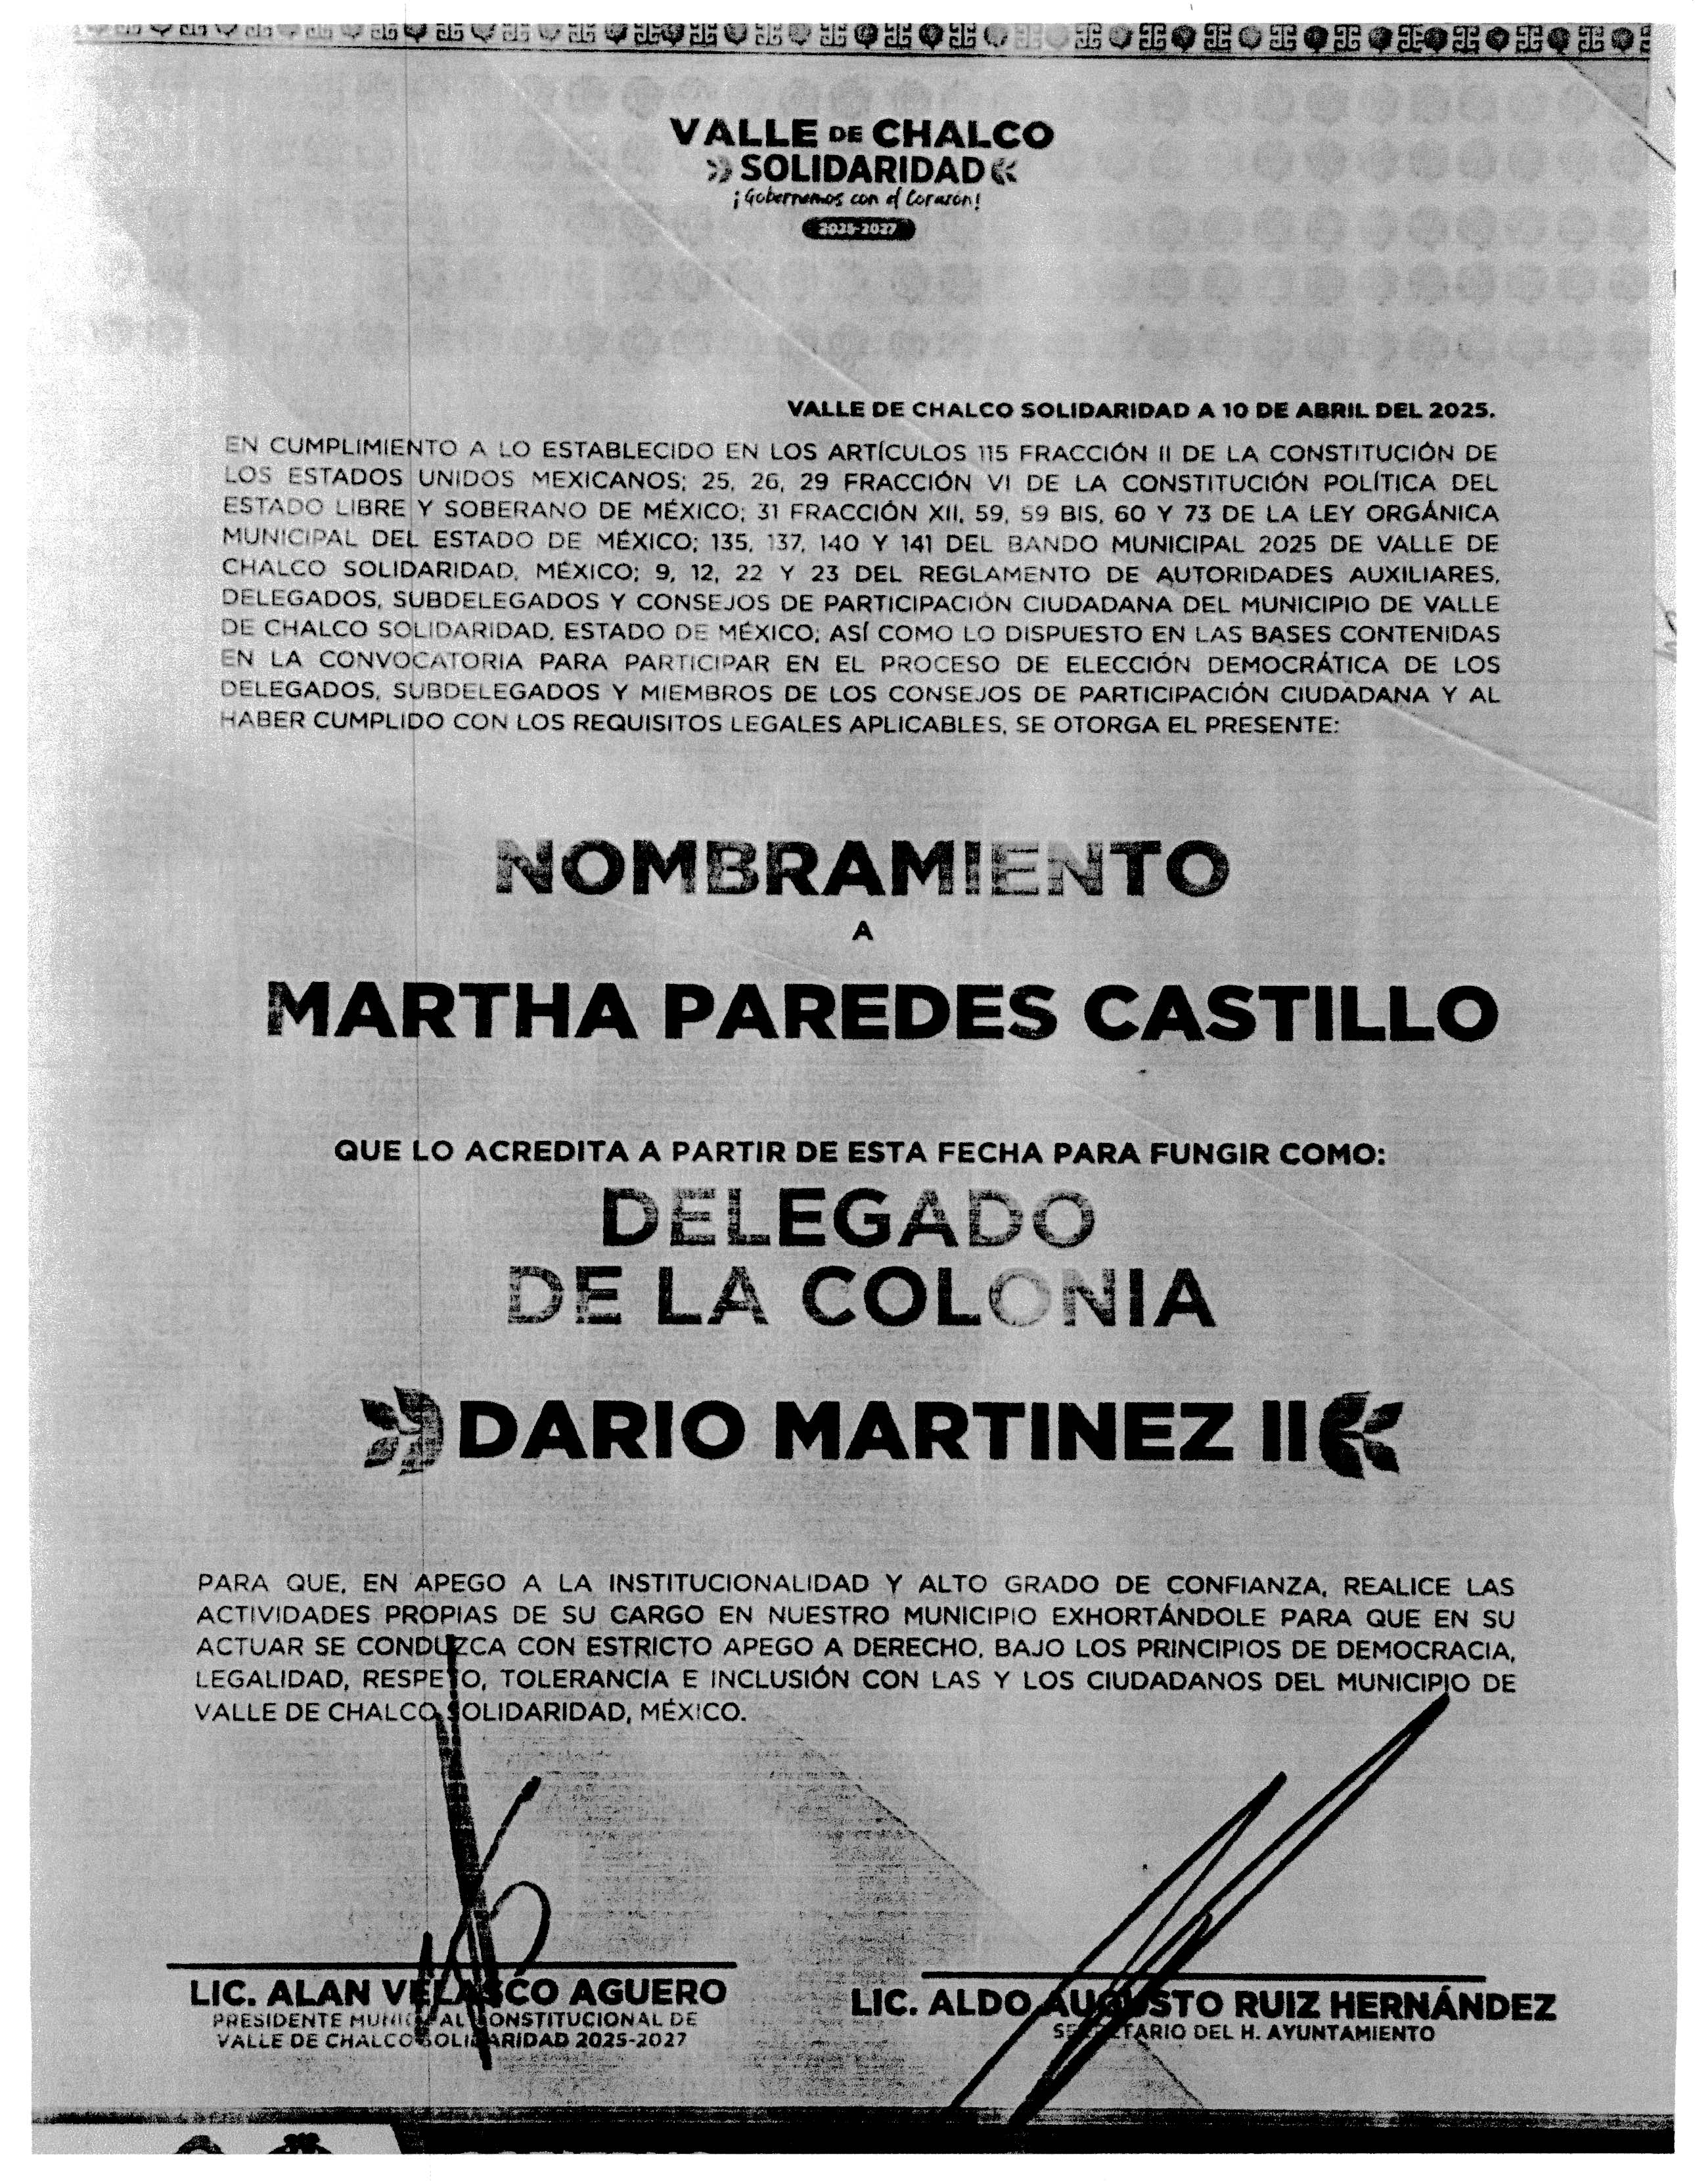 VALLE DE CHALCO
SOLIDARIDAD
¡Gobernemos con el Corazón!
2025-2027
VALLE DE CHALCO SOLIDARIDAD A 10 DE ABRIL DEL 2025.
EN CUMPLIMIENTO A LO ESTABLECIDO EN LOS ARTÍCULOS 115 FRACCIÓN II DE LA CONSTITUCIÓN DE
LOS ESTADOS UNIDOS MEXICANOS; 25, 26, 29 FRACCIÓN VI DE LA CONSTITUCIÓN POLÍTICA DEL
ESTADO LIBRE Y SOBERANO DE MÉXICO; 31 FRACCIÓN XII, 59, 59 BIS, 60 Y 73 DE LA LEY ORGÁNICA
MUNICIPAL DEL ESTADO DE MÉXICO; 135, 137, 140 Y 141 DEL BANDO MUNICIPAL 2025 DE VALLE DE
CHALCO SOLIDARIDAD, MÉXICO; 9, 12, 22 Y 23 DEL REGLAMENTO DE AUTORIDADES AUXILIARES,
DELEGADOS, SUBDELEGADOS Y CONSEJOS DE PARTICIPACIÓN CIUDADANA DEL MUNICIPIO DE VALLE
DE CHALCO SOLIDARIDAD, ESTADO DE MÉXICO; ASÍ COMO LO DISPUESTO EN LAS BASES CONTENIDAS
EN LA CONVOCATORIA PARA PARTICIPAR EN EL PROCESO DE ELECCIÓN DEMOCRÁTICA DE LOS
DELEGADOS, SUBDELEGADOS Y MIEMBROS DE LOS CONSEJOS DE PARTICIPACIÓN CIUDADANA Y AL
HABER CUMPLIDO CON LOS REQUISITOS LEGALES APLICABLES, SE OTORGA EL PRESENTE:
NOMBRAMIENTO
A
MARTHA PAREDES CASTILLO
QUE LO ACREDITA A PARTIR DE ESTA FECHA PARA FUNGIR COMO:
DELEGADO
DE LA COLONIA
DARIO MARTINEZ II
PARA QUE, EN APEGO A LA INSTITUCIONALIDAD Y ALTO GRADO DE CONFIANZA, REALICE LAS
ACTIVIDADES PROPIAS DE SU CARGO EN NUESTRO MUNICIPIO EXHORTÁNDOLE PARA QUE EN SU
ACTUAR SE CONDUZCA CON ESTRICTO APEGO A DERECHO, BAJO LOS PRINCIPIOS DE DEMOCRACIA,
LEGALIDAD, RESPETO, TOLERANCIA E INCLUSIÓN CON LAS Y LOS CIUDADANOS DEL MUNICIPIO DE
VALLE DE CHALCO SOLIDARIDAD, MÉXICO.
LIC. ALAN VELASCO AGUERO
PRESIDENTE MUNICIPAL CONSTITUCIONAL DE
VALLE DE CHALCO SOLIDARIDAD 2025-2027
LIC. ALDO AUGUSTO RUIZ HERNÁNDEZ
SECRETARIO DEL H. AYUNTAMIENTO